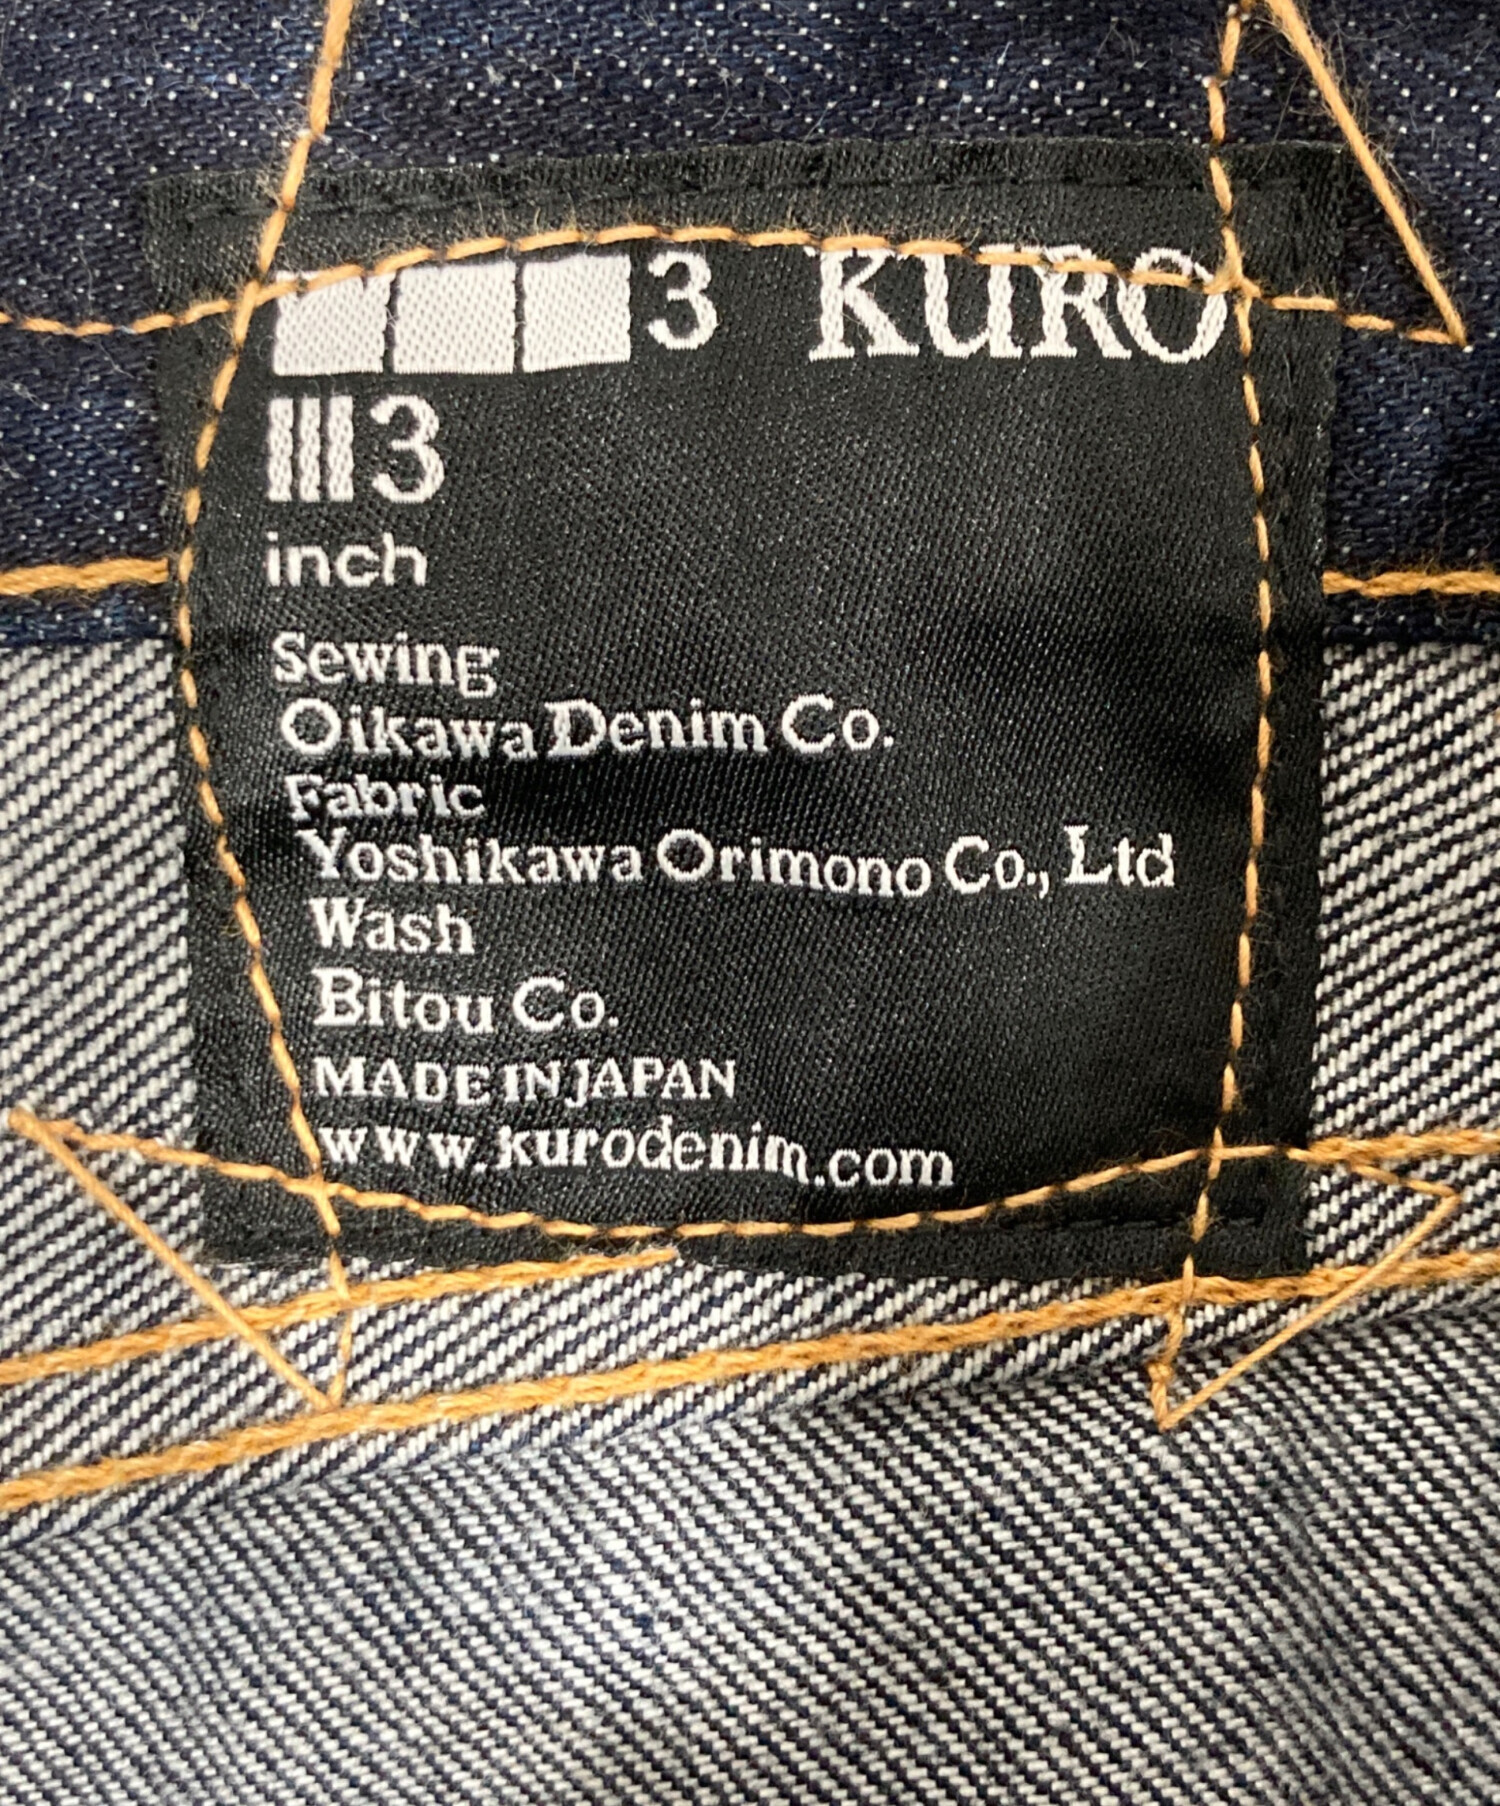 3 KURO
3
inch
Sewing
Oikawa Denim Co.
Fabric
Yoshikawa Orimono Co., Ltd
Wash
Bitou Co.
MADE IN JAPAN
www.kurodenim.com